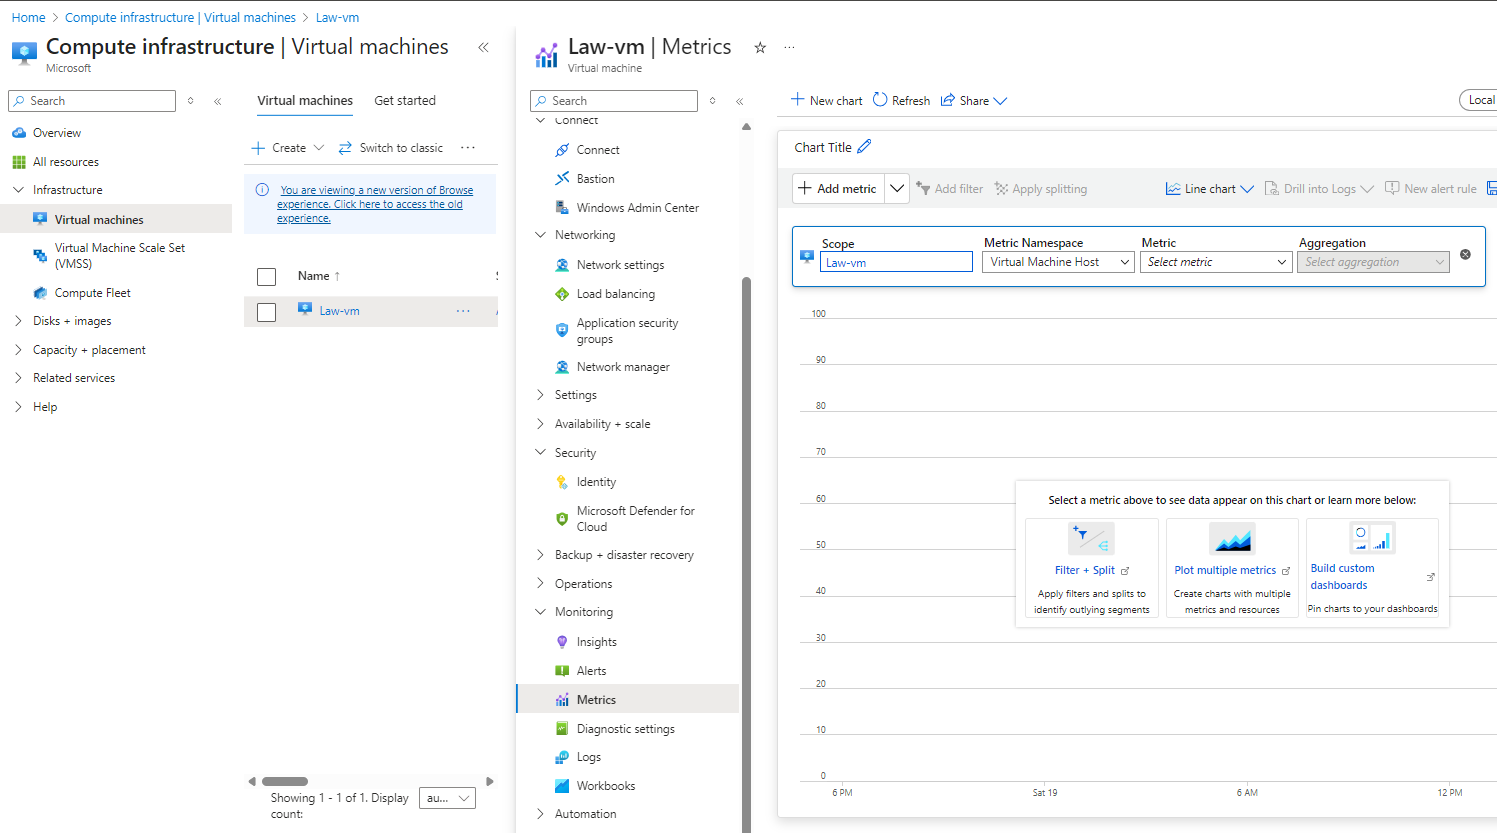 Home > Compute infrastructure | Virtual machines > Law-vm
Compute infrastructure | Virtual machines
Microsoft
Search
Overview
All resources
Infrastructure
Virtual machines
Virtual Machine Scale Set
(VMSS)
Compute Fleet
Disks + images
Capacity + placement
Related services
Help
Virtual machines
Get started
Create
Switch to classic
You are viewing a new version of Browse
experience. Click here to access the old
experience.
Name ↑
Law-vm
Showing 1 - 1 of 1. Display
count:
au...
Law-vm | Metrics
Virtual machine
Search
Connect
Connect
Bastion
Windows Admin Center
Networking
Network settings
Load balancing
Application security
groups
Network manager
Settings
Availability + scale
Security
Identity
Microsoft Defender for
Cloud
Backup + disaster recovery
Operations
Monitoring
Insights
Alerts
Metrics
Diagnostic settings
Logs
Workbooks
Automation
New chart
Refresh
Share
Local
Chart Title
Add metric
Add filter
Apply splitting
Line chart
Drill into Logs
New alert rule
Scope
Law-vm
Metric Namespace
Virtual Machine Host
Metric
Select metric
Aggregation
Select aggregation
100
90
80
70
60
50
40
30
20
10
0
6 PM
Sat 19
6 AM
12 PM
Select a metric above to see data appear on this chart or learn more below:
Filter + Split
Apply filters and splits to
identify outlying segments
Plot multiple metrics
Create charts with multiple
metrics and resources
Build custom
dashboards
Pin charts to your dashboards